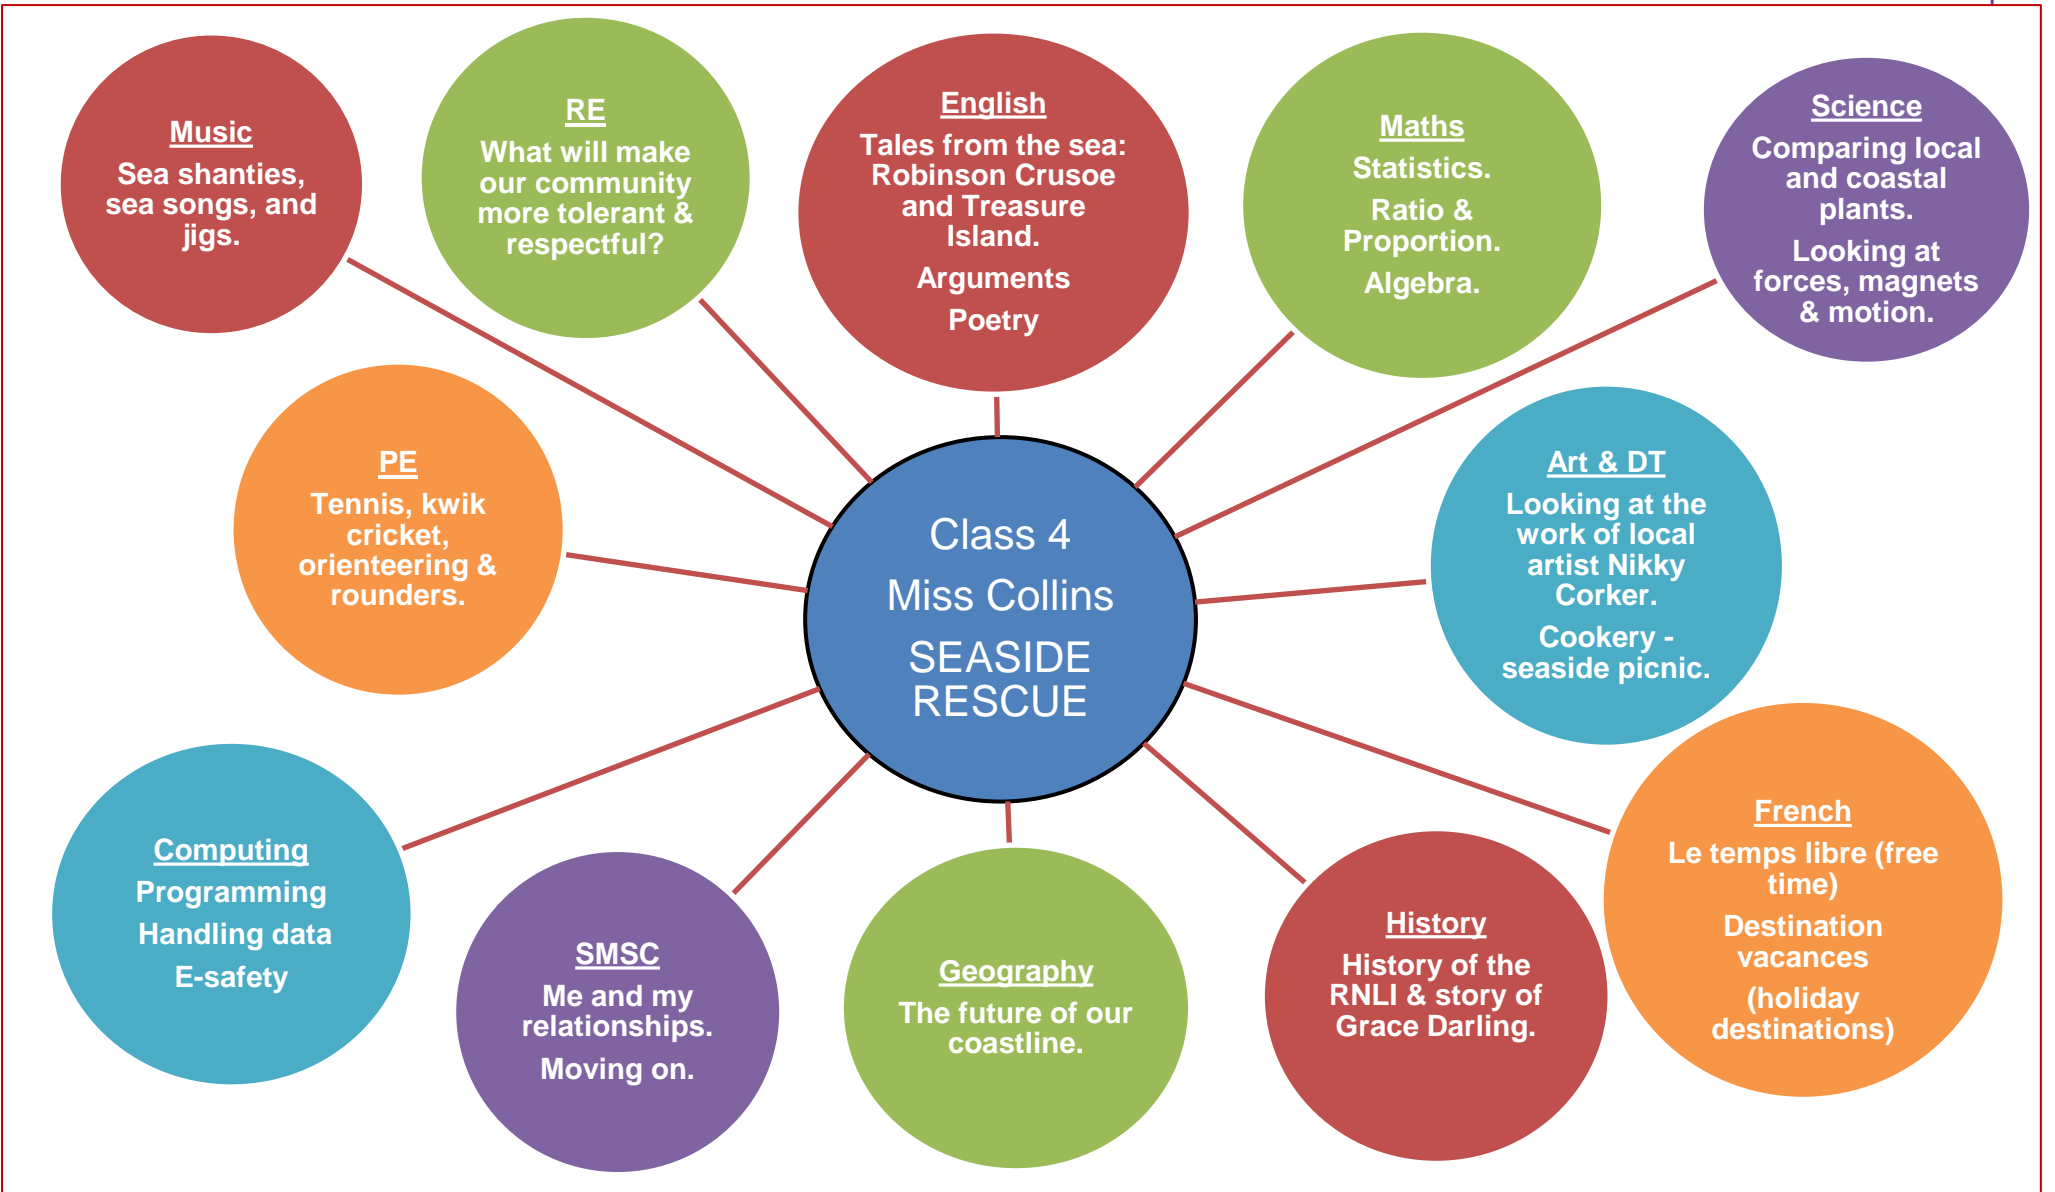 Music
Sea shanties,
sea songs, and
jigs.
RE
What will make
our community
more tolerant &
respectful?
English
Tales from the sea:
Robinson Crusoe
and Treasure
Island.
Arguments
Poetry
Maths
Statistics.
Ratio &
Proportion.
Algebra.
Science
Comparing local
and coastal
plants.
Looking at
forces, magnets
& motion.
PE
Tennis, kwik
cricket,
orienteering &
rounders.
Class 4
Miss Collins
SEASIDE
RESCUE
Art & DT
Looking at the
work of local
artist Nikky
Corker.
Cookery -
seaside picnic.
Computing
Programming
Handling data
E-safety
SMSC
Me and my
relationships.
Moving on.
Geography
The future of our
coastline.
History
History of the
RNLI & story of
Grace Darling.
French
Le temps libre (free
time)
Destination
vacances
(holiday
destinations)